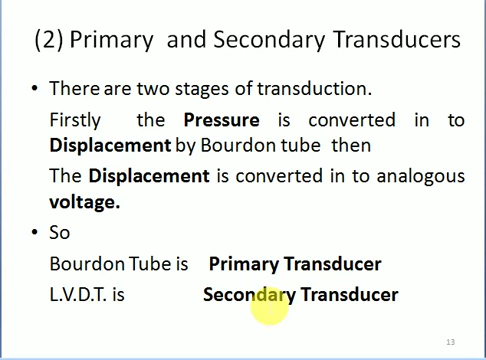 (2) Primary and Secondary Transducers
• There are two stages of transduction.
Firstly the Pressure is converted in to
Displacement by Bourdon tube then
The Displacement is converted in to analogous
voltage.
• So
Bourdon Tube is Primary Transducer
L.V.D.T. is Secondary Transducer
13